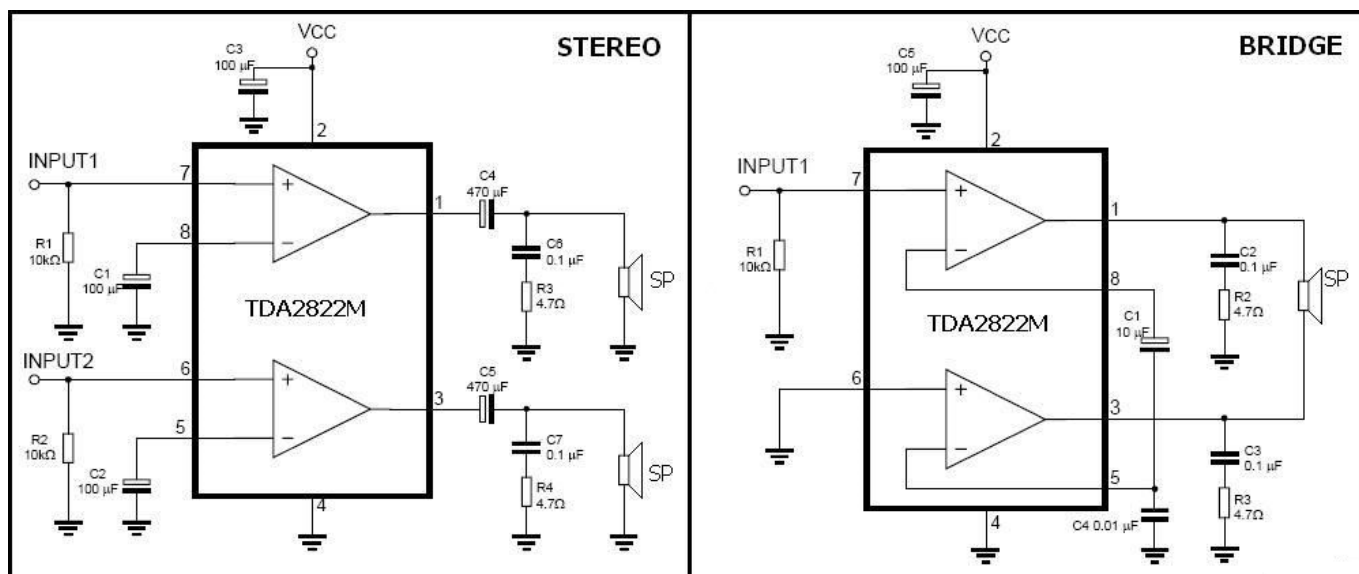 STEREO
VCC
C3
100 µF
2
INPUT1
7
R1
10kΩ
8
C1
100 µF
1
C4
470 µF
C6
0.1 µF
R3
4.7Ω
SP
TDA2822M
INPUT2
6
R2
10kΩ
5
C2
100 µF
3
C5
470 µF
C7
0.1 µF
R4
4.7Ω
SP
4
BRIDGE
VCC
C5
100 µF
2
INPUT1
7
R1
10kΩ
1
C2
0.1 µF
R2
4.7Ω
SP
8
C1
10 µF
TDA2822M
6
3
C3
0.1 µF
R3
4.7Ω
5
C4 0.01 µF
4